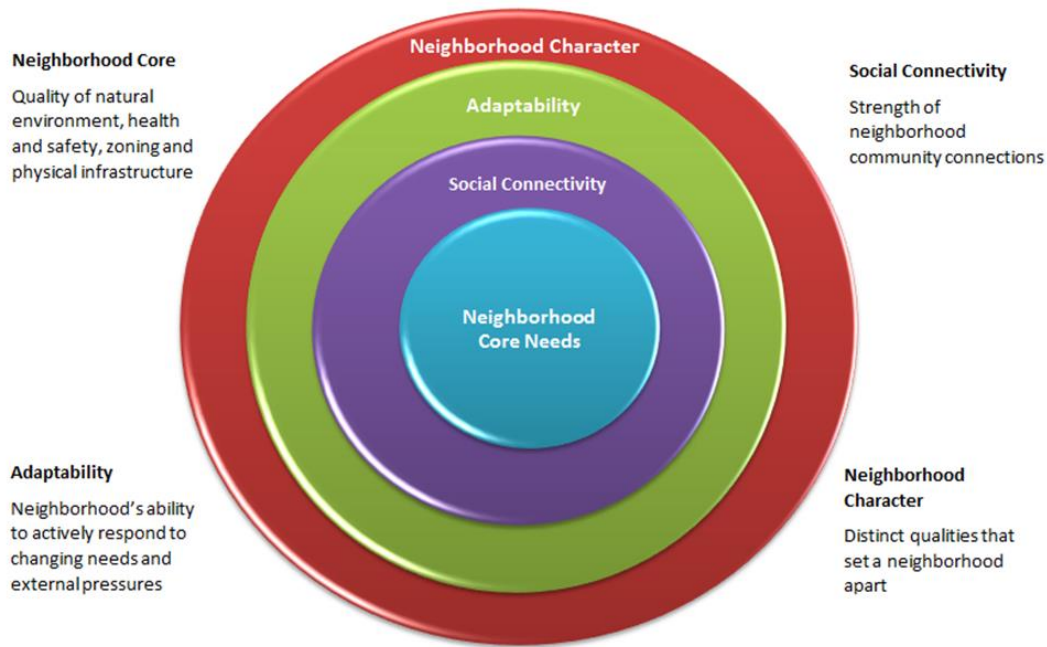 Neighborhood Core
Quality of natural
environment, health
and safety, zoning and
physical infrastructure
Neighborhood Character
Adaptability
Social Connectivity
Neighborhood
Core Needs
Social Connectivity
Strength of
neighborhood
community connections
Adaptability
Neighborhood’s ability
to actively respond to
changing needs and
external pressures
Neighborhood
Character
Distinct qualities that
set a neighborhood
apart